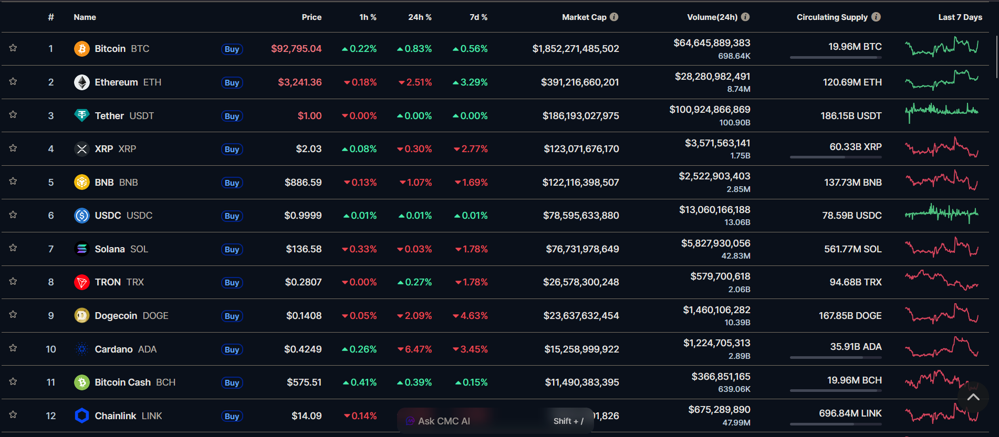 # Name Price 1h % 24h % 7d % Market Cap Volume(24h) Circulating Supply Last 7 Days
1 Bitcoin BTC Buy $92,795.04 0.22% 0.83% 0.56% $1,852,271,485,502 $64,645,889,383 19.96M BTC
698.64K
2 Ethereum ETH Buy $3,241.36 0.18% 2.51% 3.29% $391,216,660,201 $28,280,982,491 120.69M ETH
8.74M
3 Tether USDT Buy $1.00 0.00% 0.00% 0.00% $186,193,027,975 $100,924,866,869 186.15B USDT
100.90B
4 XRP XRP Buy $2.03 0.08% 0.30% 2.77% $123,071,676,170 $3,571,563,141 60.33B XRP
1.75B
5 BNB BNB Buy $886.59 0.13% 1.07% 1.69% $122,116,398,507 $2,522,903,403 137.73M BNB
2.85M
6 USDC USDC Buy $0.9999 0.01% 0.01% 0.01% $78,595,633,880 $13,060,166,188 78.59B USDC
13.06B
7 Solana SOL Buy $136.58 0.33% 0.03% 1.78% $76,731,978,649 $5,827,930,056 561.77M SOL
42.83M
8 TRON TRX Buy $0.2807 0.00% 0.27% 1.78% $26,578,300,248 $579,700,618 94.68B TRX
2.06B
9 Dogecoin DOGE Buy $0.1408 0.05% 2.09% 4.63% $23,637,632,454 $1,460,106,282 167.85B DOGE
10.39B
10 Cardano ADA Buy $0.4249 0.26% 6.47% 3.45% $15,258,999,922 $1,224,705,313 35.91B ADA
2.89B
11 Bitcoin Cash BCH Buy $575.51 0.41% 0.39% 0.15% $11,490,383,395 $366,851,165 19.96M BCH
639.06K
12 Chainlink LINK Buy $14.09 0.14% $675,289,890 696.84M LINK
47.99M
Ask CMC AI Shift + /